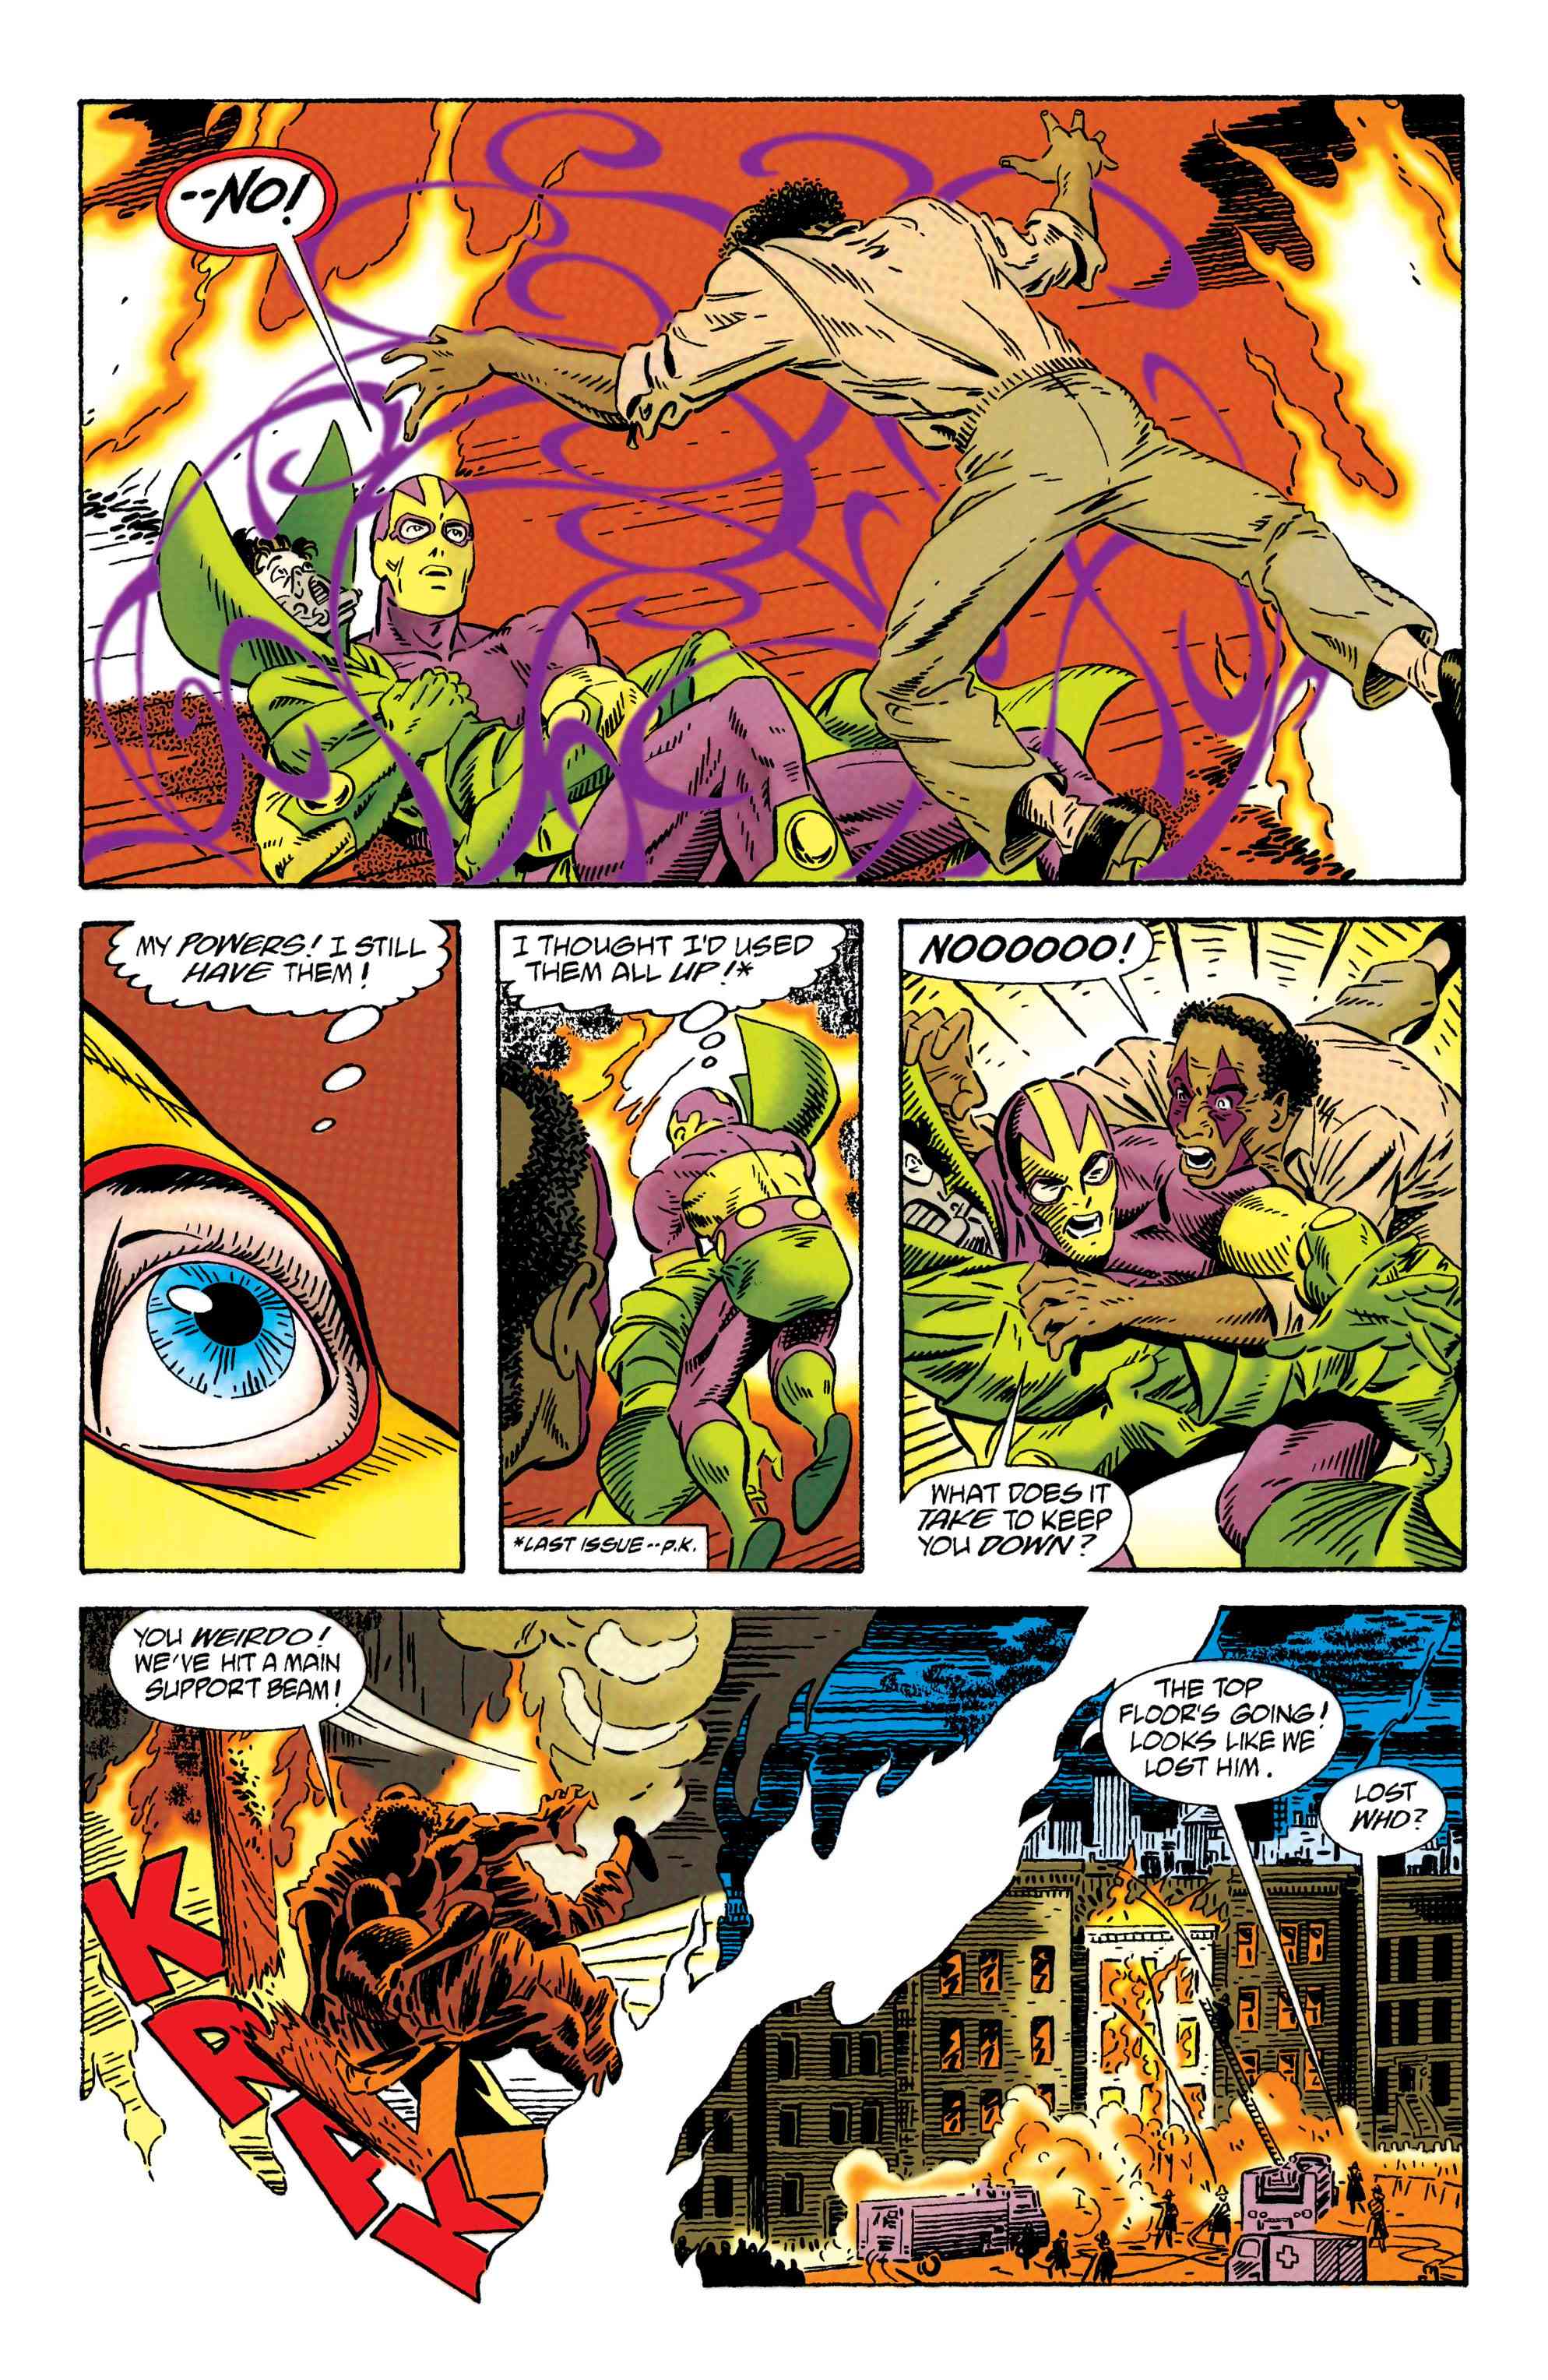 --NO!
MY POWERS! I STILL
HAVE THEM!
I THOUGHT I'D USED
THEM ALL UP!*
*LAST ISSUE--P.K.
NOOOOOO!
WHAT DOES IT
TAKE TO KEEP
YOU DOWN?
YOU WEIRDO!
WE'VE HIT A MAIN
SUPPORT BEAM!
KRAK
THE TOP
FLOOR'S GOING!
LOOKS LIKE WE
LOST HIM.
LOST
WHO?